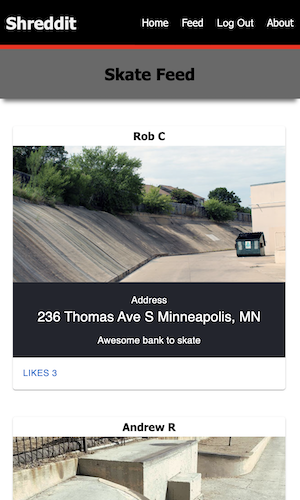 Shreddit
Home Feed Log Out About
Skate Feed
Rob C
Address
236 Thomas Ave S Minneapolis, MN
Awesome bank to skate
LIKES 3
Andrew R